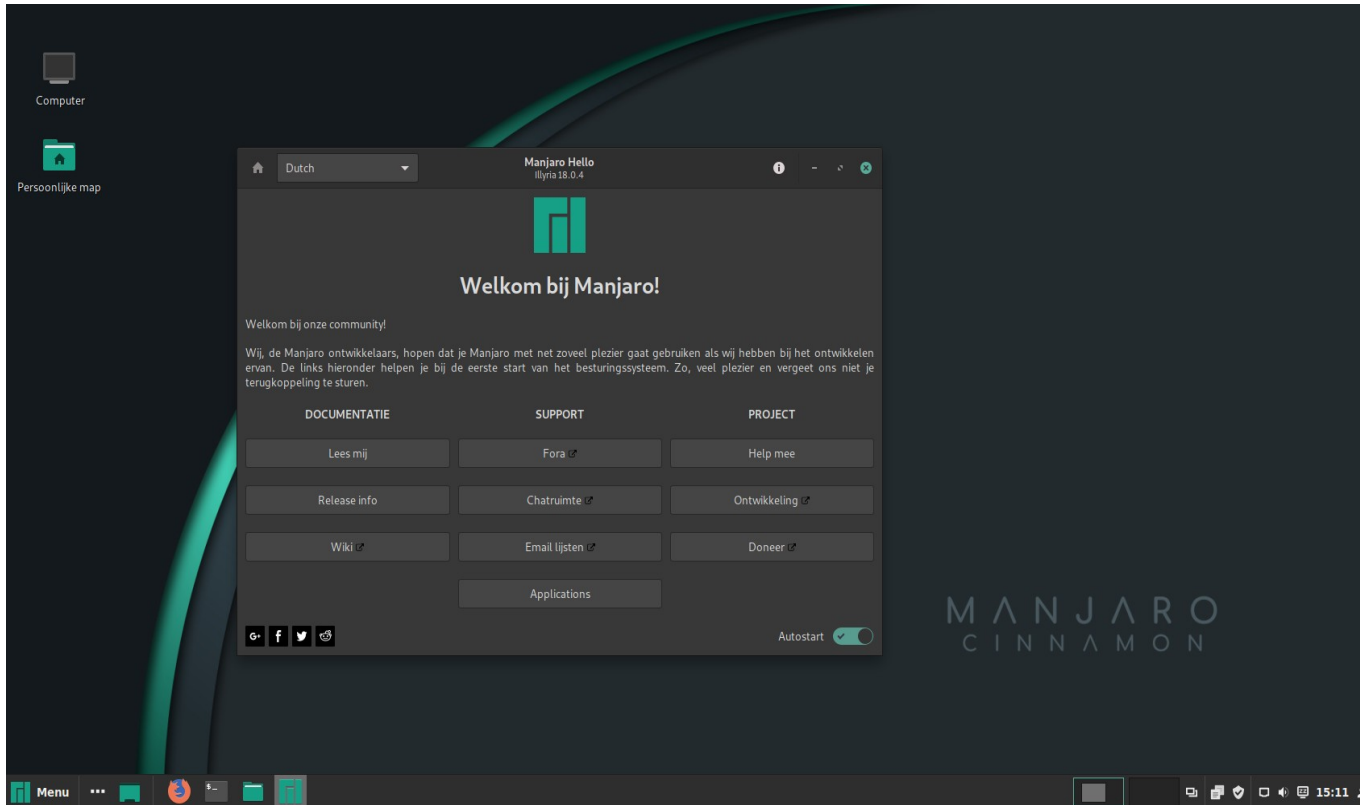 Computer
Persoonlijke map
Dutch
Manjaro Hello
Illyria 18.0.4
Welkom bij Manjaro!
Welkom bij onze community!
Wij, de Manjaro ontwikkelaars, hopen dat je Manjaro met net zoveel plezier gaat gebruiken als wij hebben bij het ontwikkelen
ervan. De links hieronder helpen je bij de eerste start van het besturingssysteem. Zo, veel plezier en vergeet ons niet je
terugkoppeling te sturen.
DOCUMENTATIE SUPPORT PROJECT
Lees mij Fora Help mee
Release info Chatruimte Ontwikkeling
Wiki Email lijsten Doneer
Applications
G+ f Autostart
MANJARO
CINNAMON
Menu ··· $_ 15:11